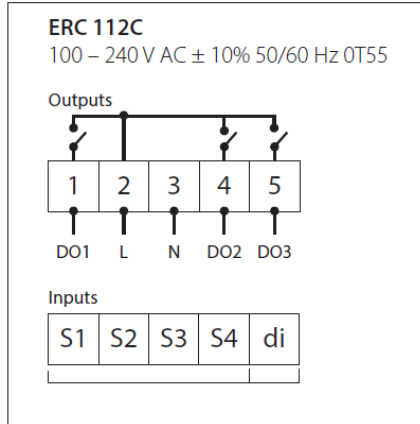 ERC 112C
100 – 240 V AC ± 10% 50/60 Hz 0T55
Outputs
1 2 3 4 5
DO1 L N DO2 DO3
Inputs
S1 S2 S3 S4 di